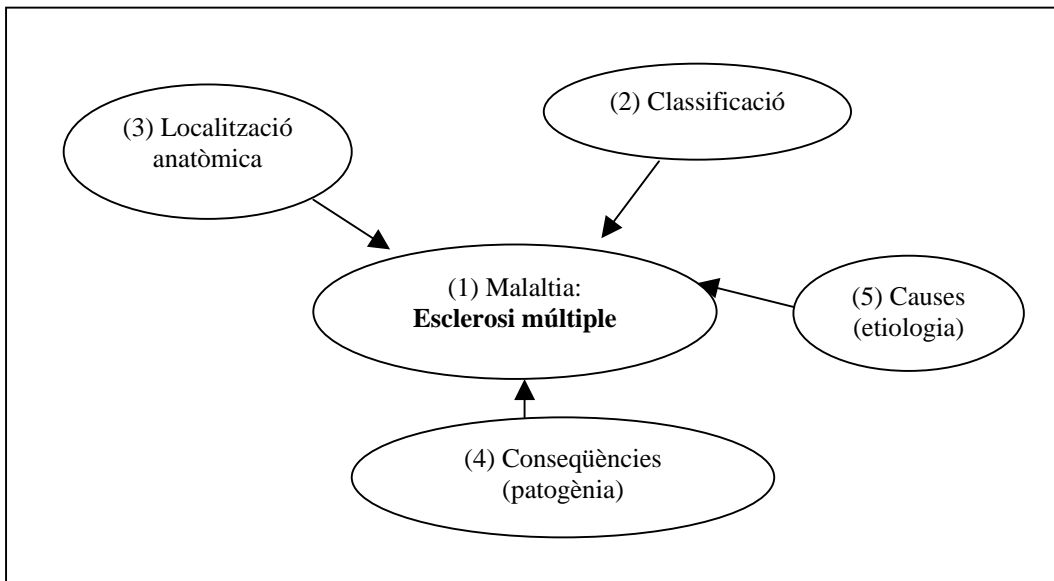 (2) Classificació
(3) Localització
anatòmica
(1) Malaltia:
Esclerosi múltiple
(5) Causes
(etiologia)
(4) Conseqüències
(patogènia)